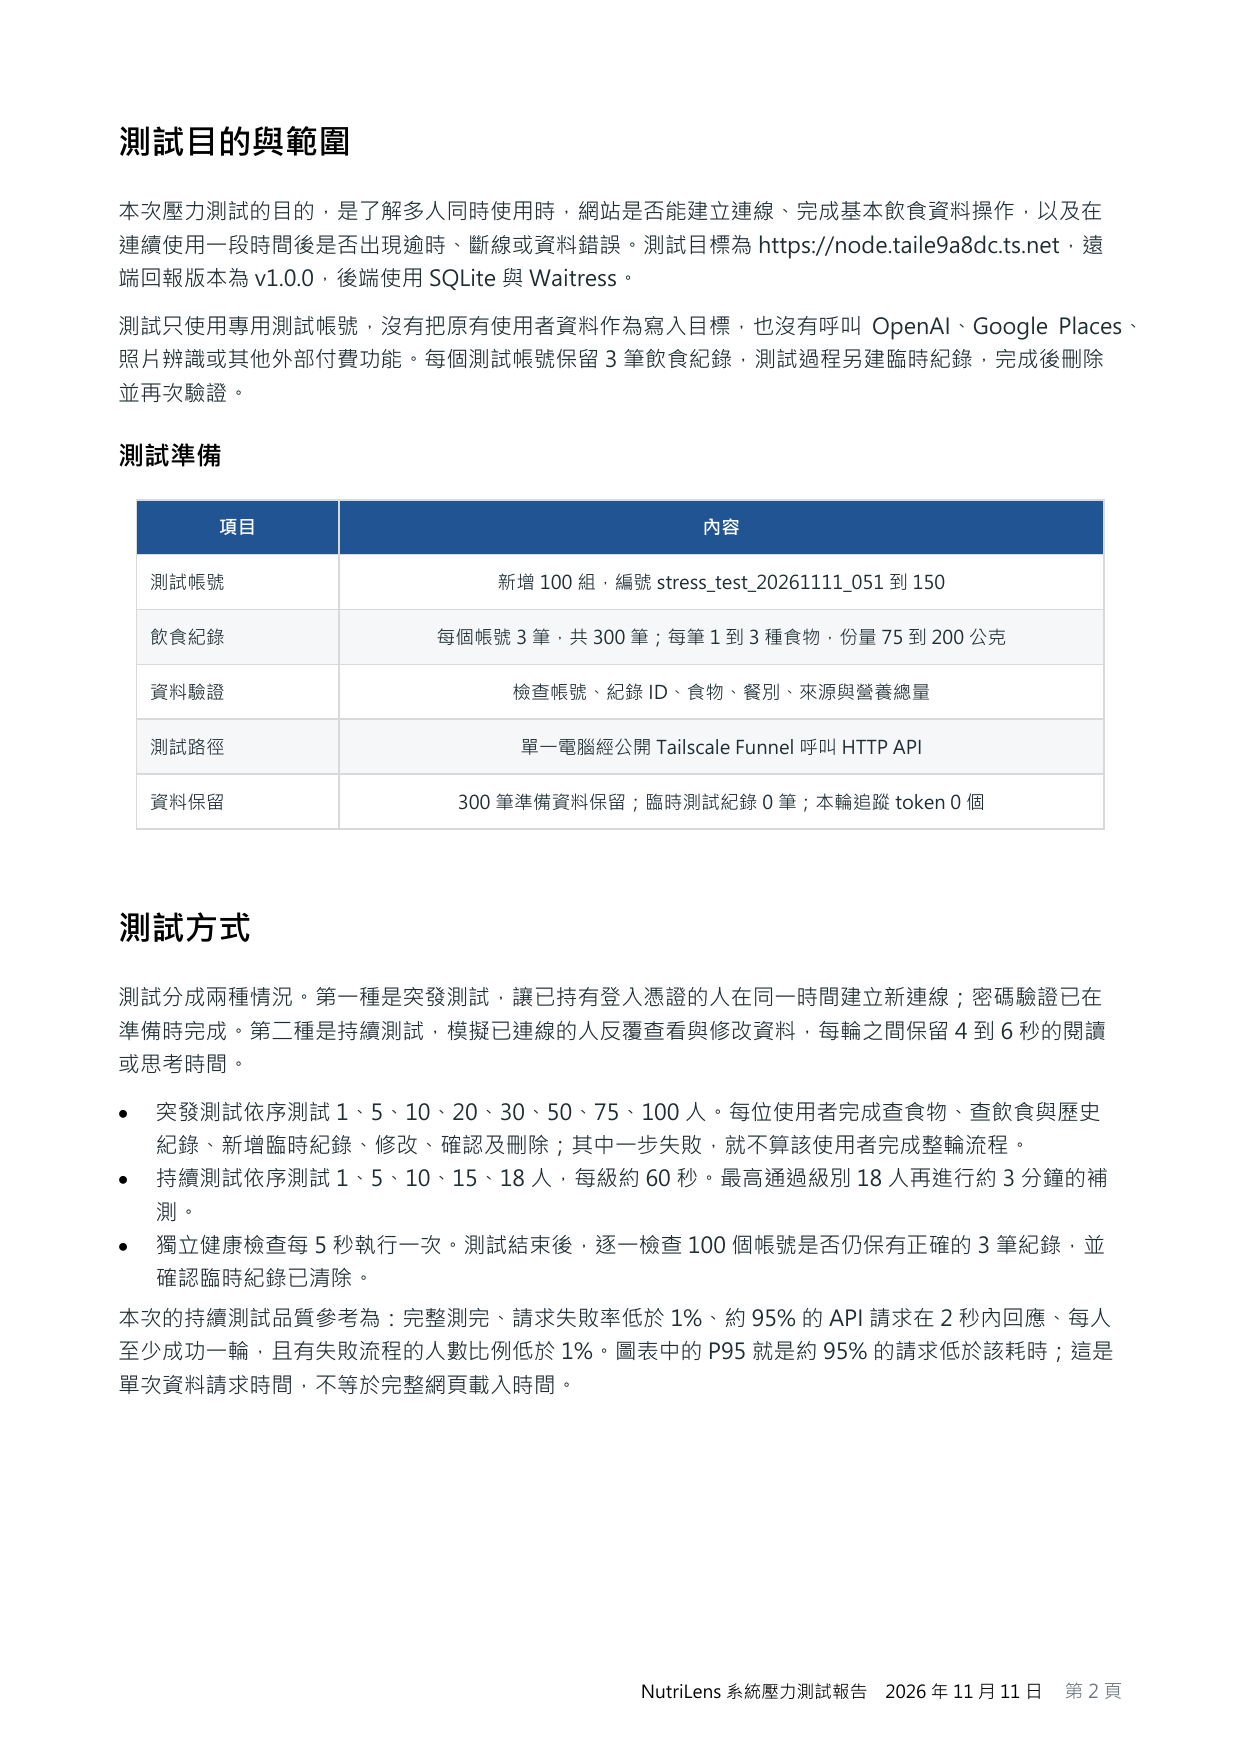 測試目的與範圍
本次壓力測試的目的，是了解多人同時使用時，網站是否能建立連線、完成基本飲食資料操作，以及在
連續使用一段時間後是否出現逾時、斷線或資料錯誤。測試目標為 https://node.taile9a8dc.ts.net，遠
端回報版本為 v1.0.0，後端使用 SQLite 與 Waitress。
測試只使用專用測試帳號，沒有把原有使用者資料作為寫入目標，也沒有呼叫 OpenAI、Google Places、
照片辨識或其他外部付費功能。每個測試帳號保留 3 筆飲食紀錄，測試過程另建臨時紀錄，完成後刪除
並再次驗證。
測試準備
項目 內容
測試帳號 新增 100 組，編號 stress_test_20261111_051 到 150
飲食紀錄 每個帳號 3 筆，共 300 筆；每筆 1 到 3 種食物，份量 75 到 200 公克
資料驗證 檢查帳號、紀錄 ID、食物、餐別、來源與營養總量
測試路徑 單一電腦經公開 Tailscale Funnel 呼叫 HTTP API
資料保留 300 筆準備資料保留；臨時測試紀錄 0 筆；本輪追蹤 token 0 個
測試方式
測試分成兩種情況。第一種是突發測試，讓已持有登入憑證的人在同一時間建立新連線；密碼驗證已在
準備時完成。第二種是持續測試，模擬已連線的人反覆查看與修改資料，每輪之間保留 4 到 6 秒的閱讀
或思考時間。
• 突發測試依序測試 1、5、10、20、30、50、75、100 人。每位使用者完成查食物、查飲食與歷史
紀錄、新增臨時紀錄、修改、確認及刪除；其中一步失敗，就不算該使用者完成整輪流程。
• 持續測試依序測試 1、5、10、15、18 人，每級約 60 秒。最高通過級別 18 人再進行約 3 分鐘的補
測。
• 獨立健康檢查每 5 秒執行一次。測試結束後，逐一檢查 100 個帳號是否仍保有正確的 3 筆紀錄，並
確認臨時紀錄已清除。
本次的持續測試品質參考為：完整測完、請求失敗率低於 1%、約 95% 的 API 請求在 2 秒內回應、每人
至少成功一輪，且有失敗流程的人數比例低於 1%。圖表中的 P95 就是約 95% 的請求低於該耗時；這是
單次資料請求時間，不等於完整網頁載入時間。
NutriLens 系統壓力測試報告 2026 年 11 月 11 日 第 2 頁